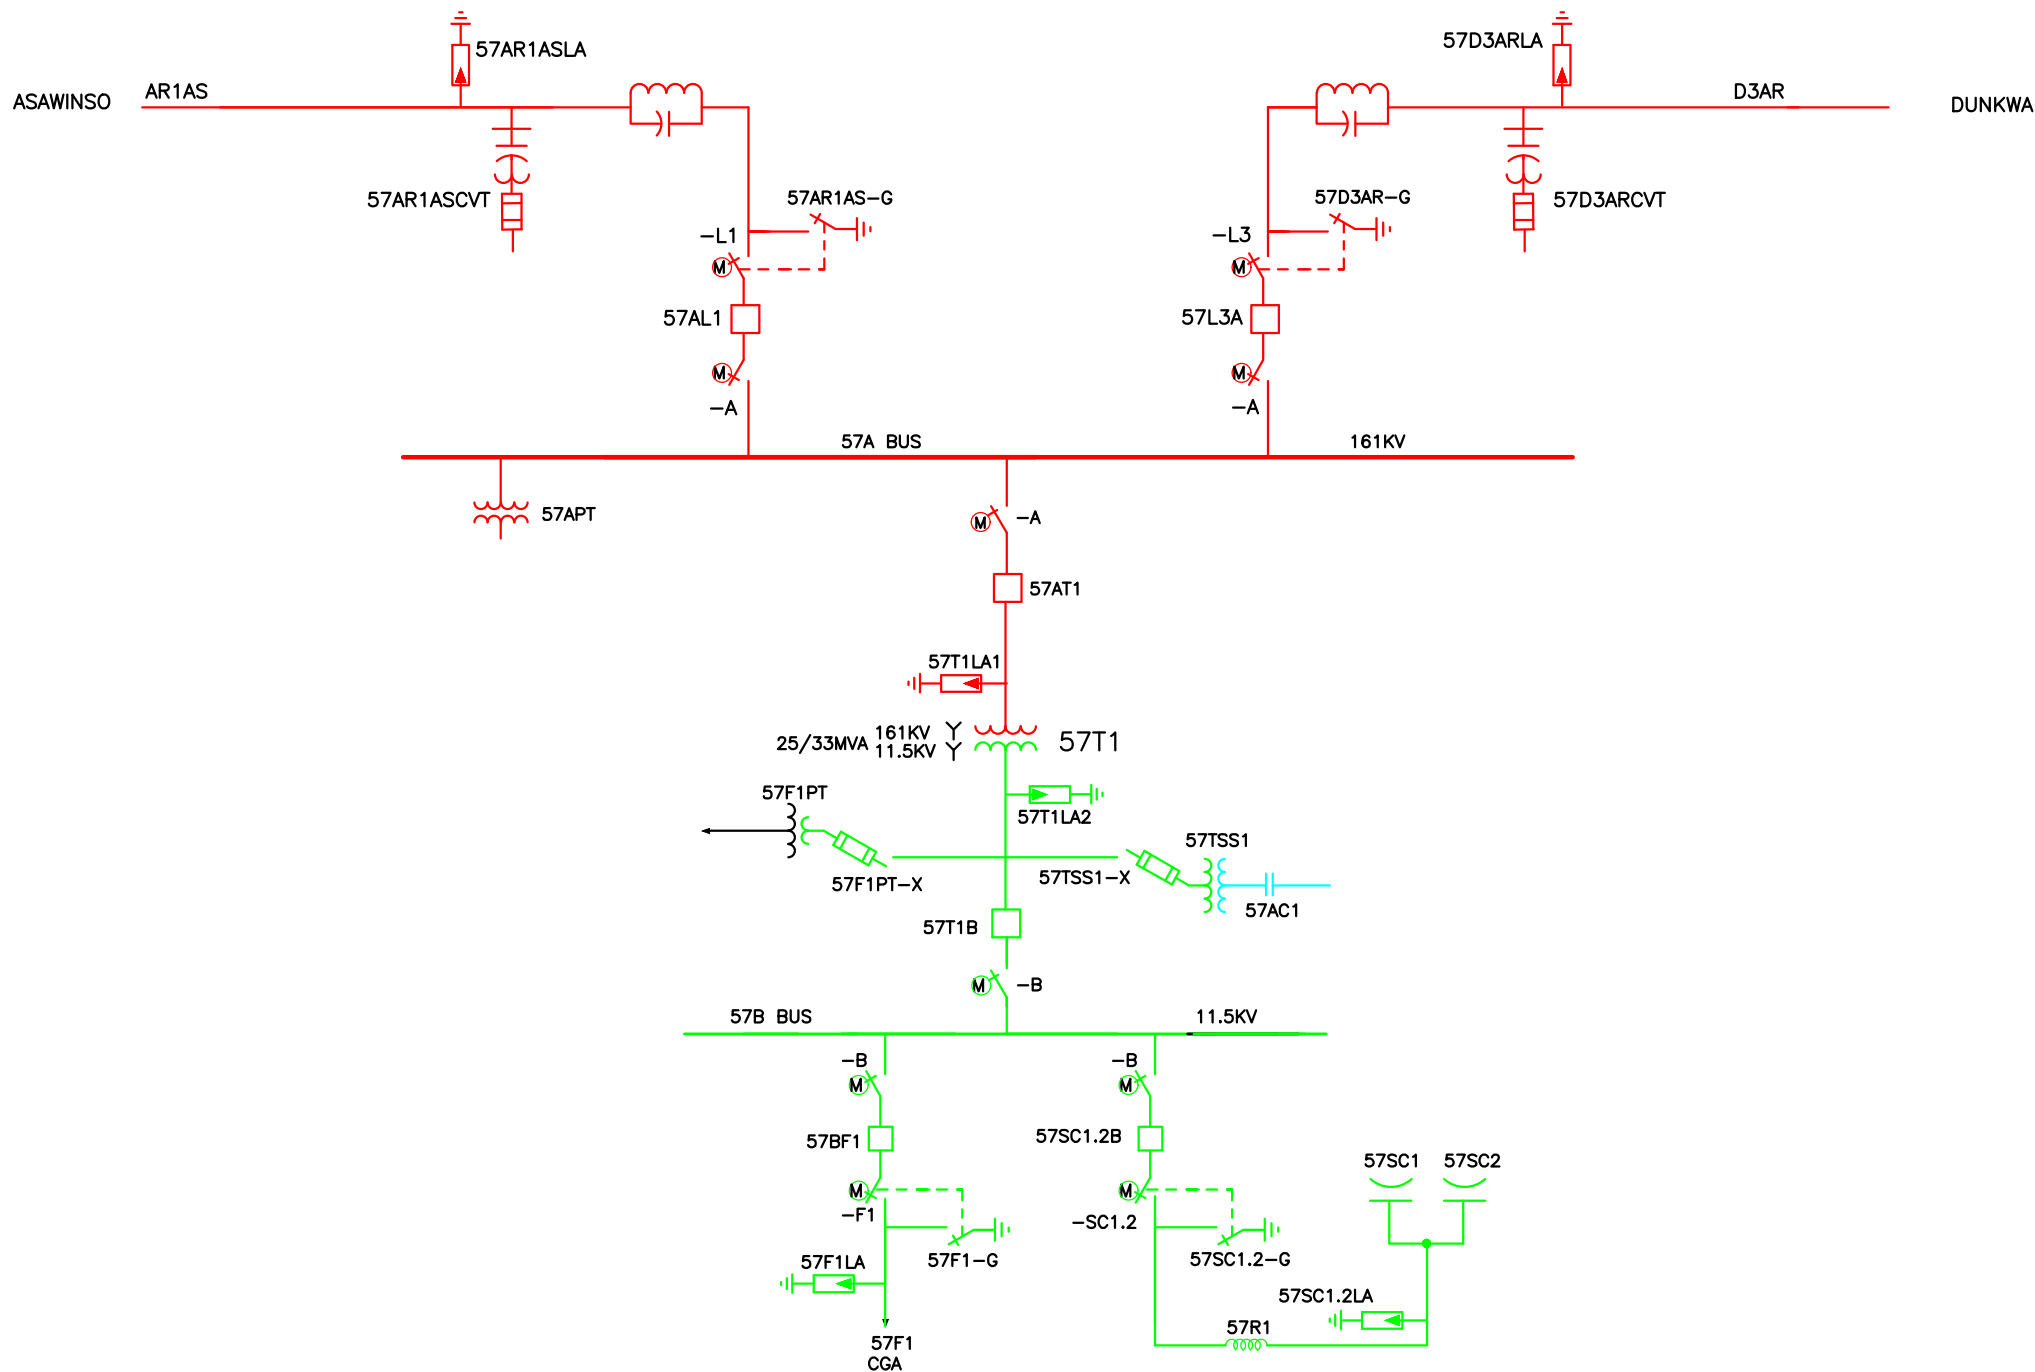 57AR1ASLA
57D3ARLA
ASAWINSO
AR1AS
D3AR
DUNKWA
57AR1ASCVT
57AR1AS-G
57D3AR-G
57D3ARCVT
-L1
-L3
M
M
57AL1
57L3A
M
M
-A
-A
57A BUS
161KV
57APT
M
-A
57AT1
57T1LA1
25/33MVA
161KV
11.5KV
57T1
57F1PT
57T1LA2
57TSS1
57F1PT-X
57TSS1-X
57AC1
57T1B
M
-B
57B BUS
11.5KV
-B
-B
M
M
57BF1
57SC1.2B
57SC1
57SC2
M
M
-F1
-SC1.2
57F1LA
57F1-G
57SC1.2-G
57SC1.2LA
57R1
57F1
CGA